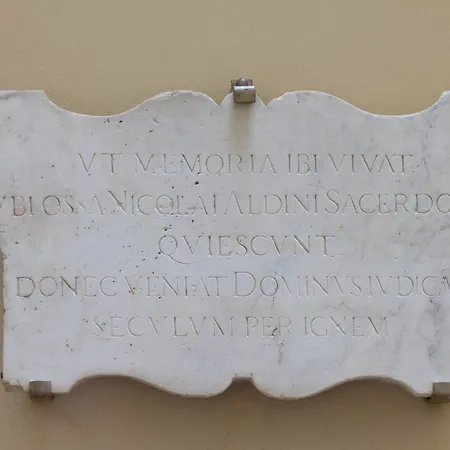 VT MEMORIA IBI VIVAT
VBI OSSA NICOLAI ALDINI SACERDO
QVIESCVNT
DONEC VENIAT DOMINVS IVDICA
SECVLVM PER IGNEM